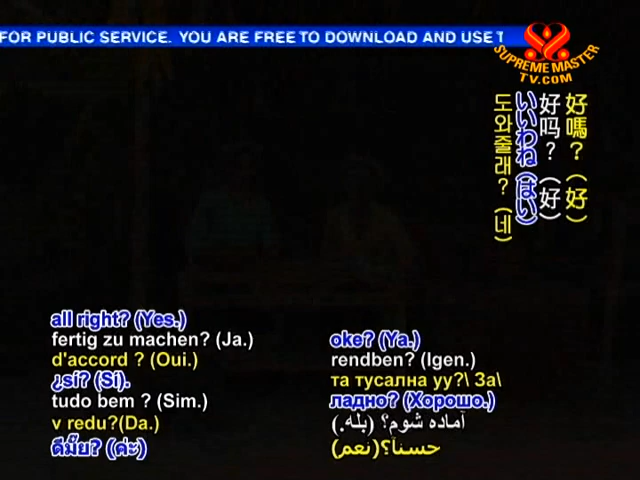 FOR PUBLIC SERVICE. YOU ARE FREE TO DOWNLOAD AND USE T
SUPREME MASTER
TV.COM
好嗎？（好）
好吗？（好）
いいわね（はい）
도와줄래？（네）
all right? (Yes.)
fertig zu machen? (Ja.)
d'accord ? (Oui.)
¿sí? (Sí).
tudo bem ? (Sim.)
v redu?(Da.)
ดีมั๊ย? (ค่ะ)
oke? (Ya.)
rendben? (Igen.)
та тусална уу?\ За\
ладно? (Хорошо.)
آماده شوم؟ (بله.)
حسناً؟(نعم)